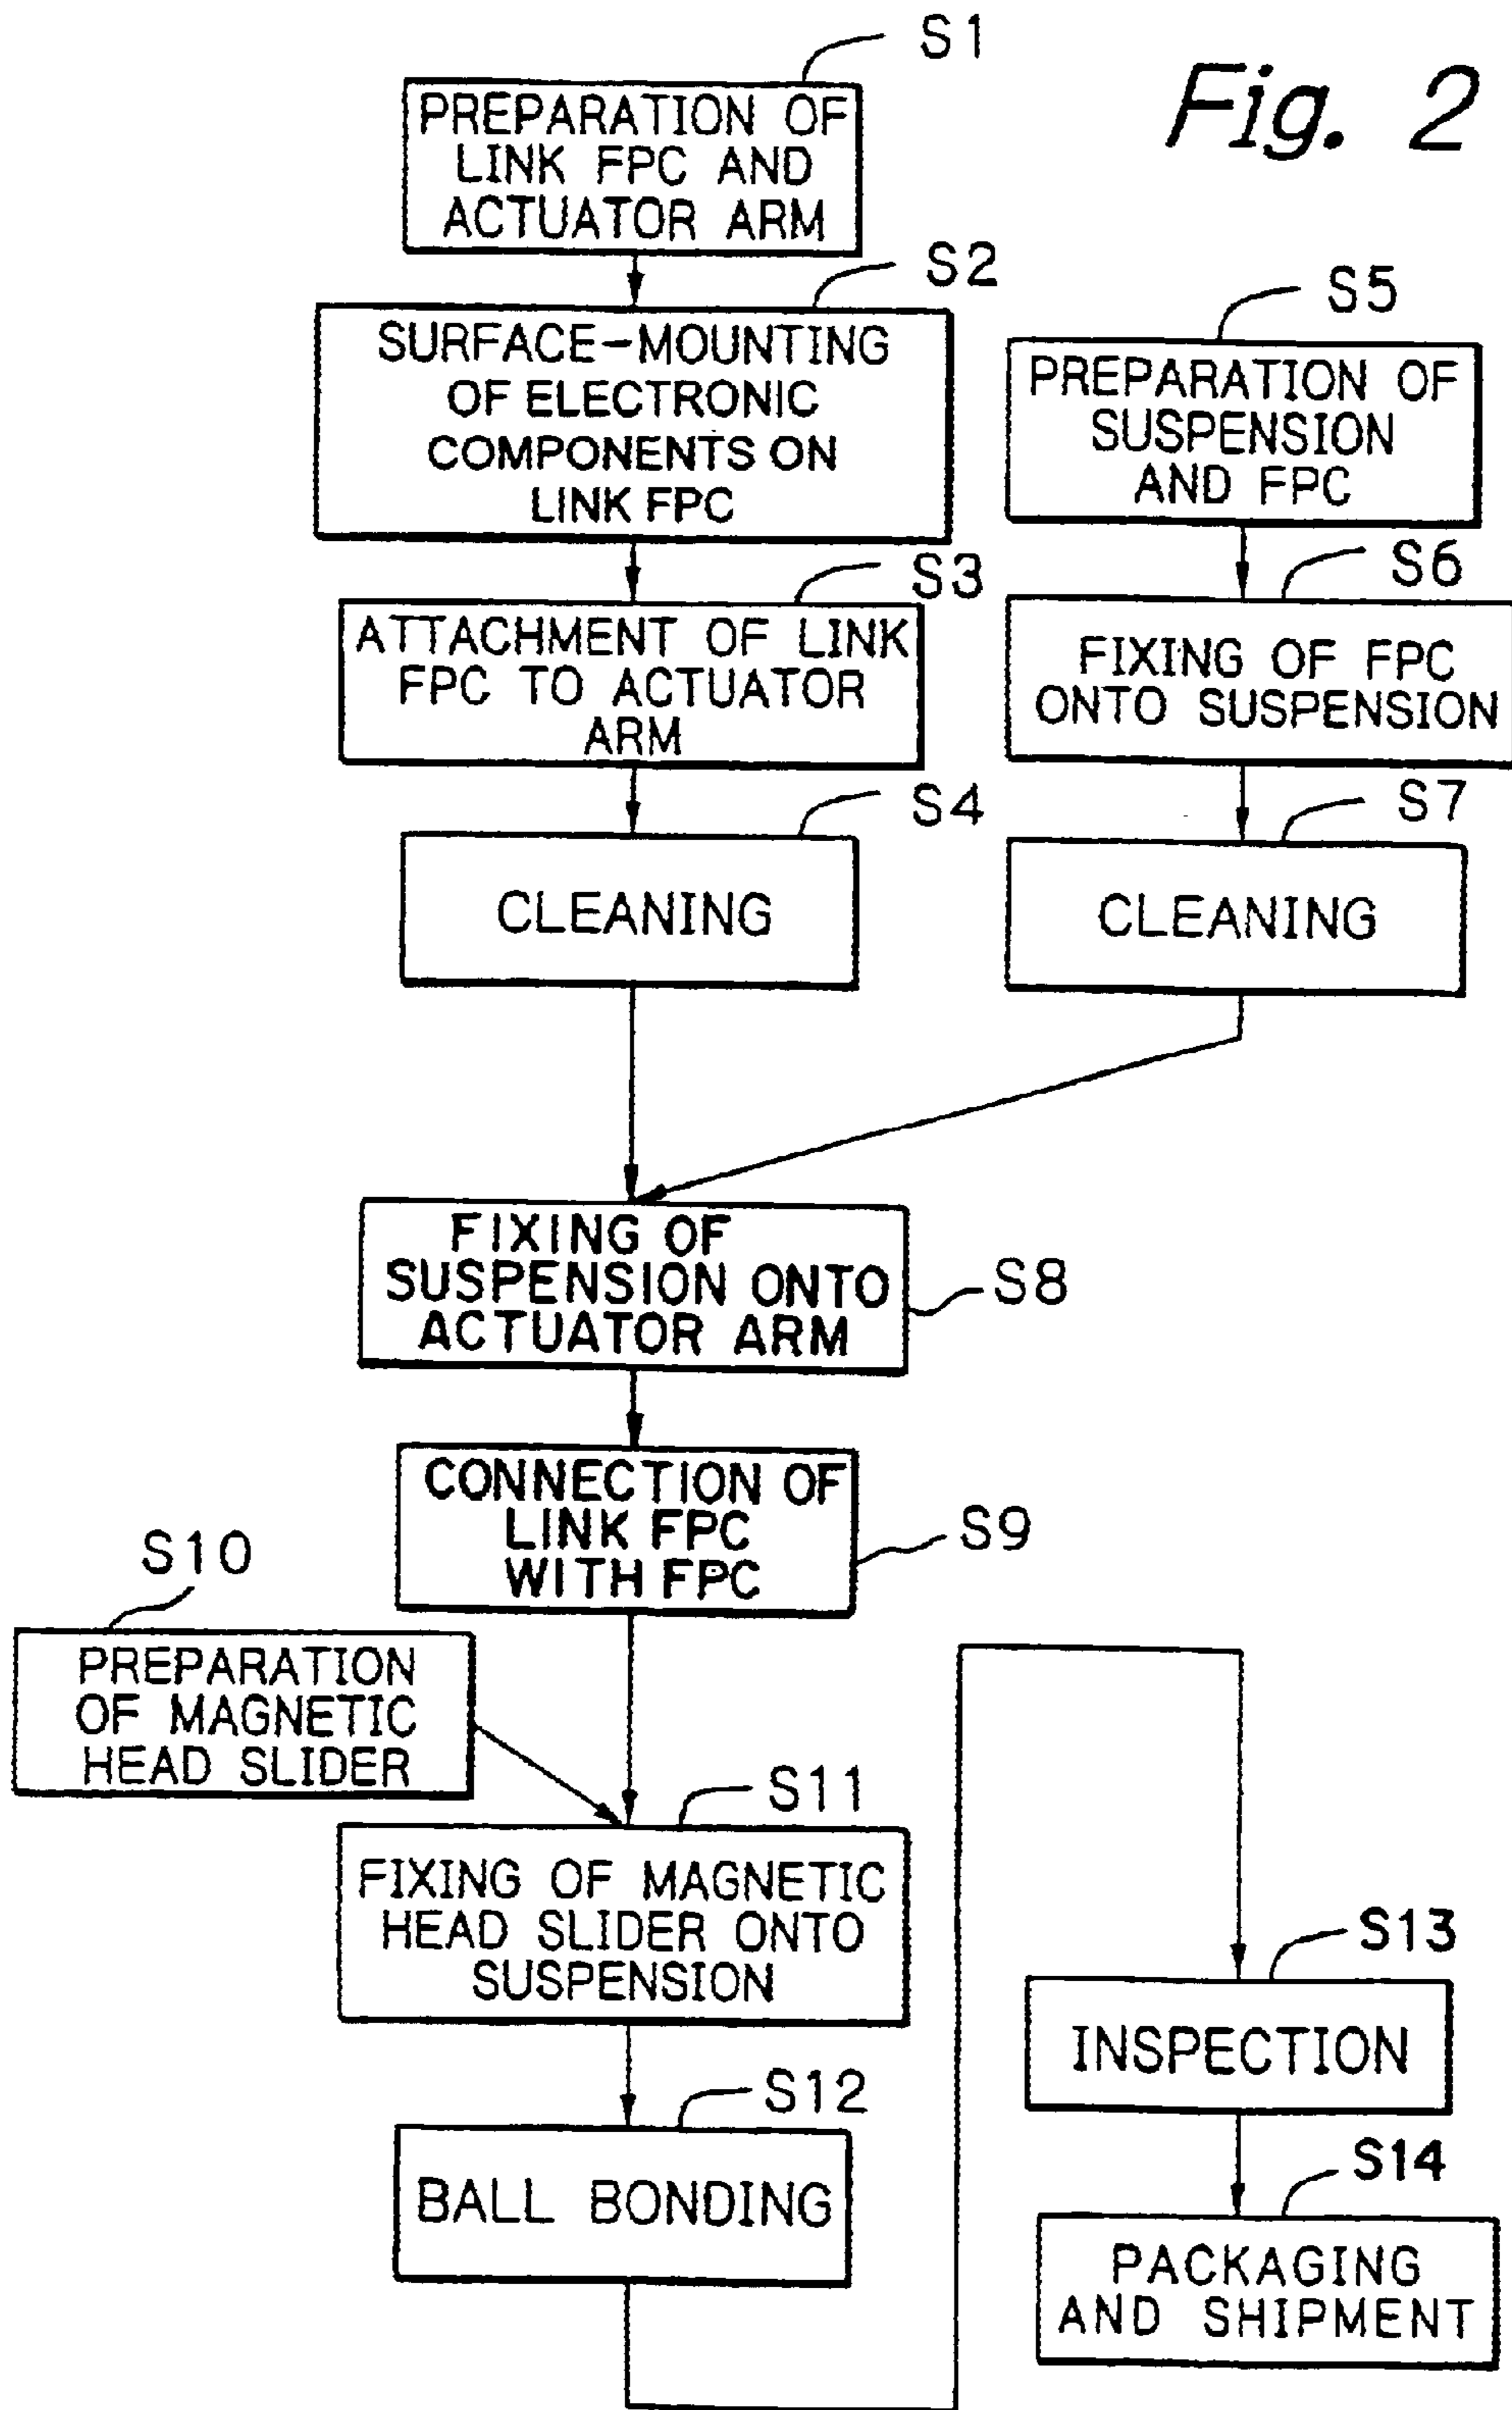 Fig. 2
S1
PREPARATION OF
LINK FPC AND
ACTUATOR ARM
S2
SURFACE-MOUNTING
OF ELECTRONIC
COMPONENTS ON
LINK FPC
S3
ATTACHMENT OF LINK
FPC TO ACTUATOR
ARM
S4
CLEANING
S5
PREPARATION OF
SUSPENSION
AND FPC
S6
FIXING OF FPC
ONTO SUSPENSION
S7
CLEANING
FIXING OF
SUSPENSION ONTO
ACTUATOR ARM
S8
CONNECTION OF
LINK FPC
WITH FPC
S9
S10
PREPARATION
OF MAGNETIC
HEAD SLIDER
S11
FIXING OF MAGNETIC
HEAD SLIDER ONTO
SUSPENSION
S12
BALL BONDING
S13
INSPECTION
S14
PACKAGING
AND SHIPMENT